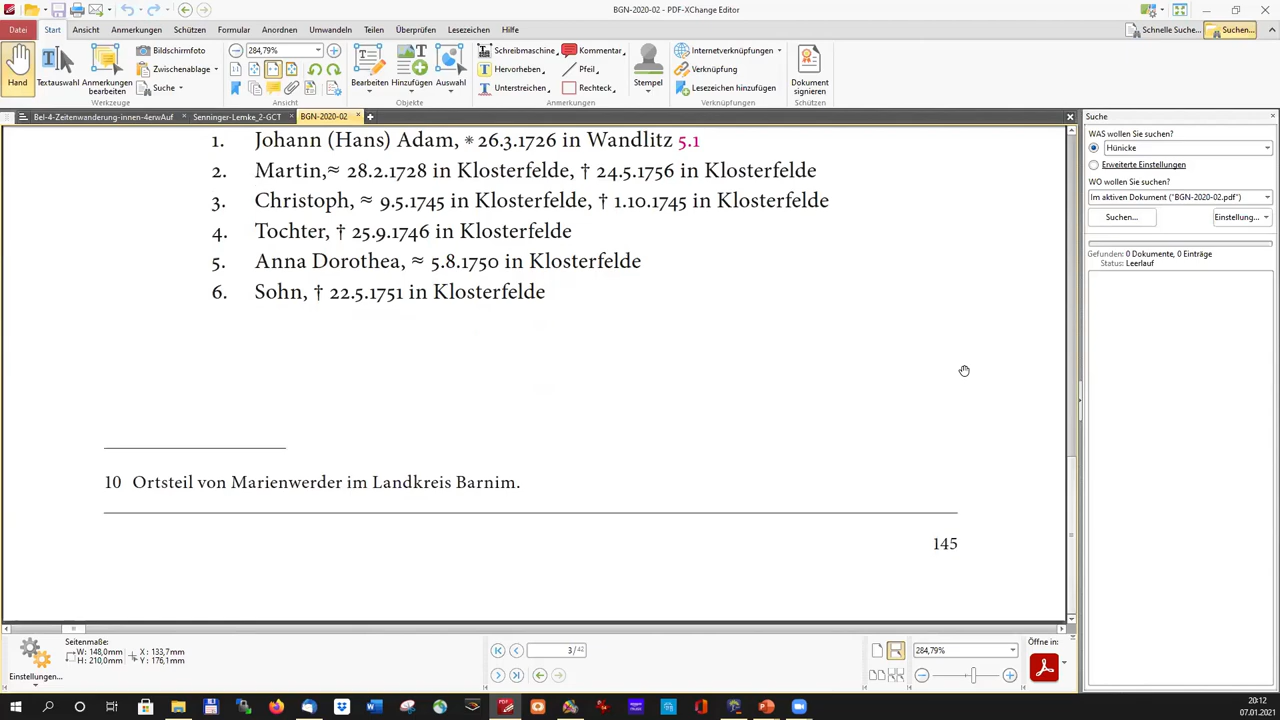 BGN-2020-02 - PDF-XChange Editor
Datei Start Ansicht Anmerkungen Schützen Formular Anordnen Umwandeln Teilen Überprüfen Lesezeichen Hilfe
Schnelle Suche... Suchen...
Hand
Textauswahl
Anmerkungen bearbeiten
Bildschirmfoto
Zwischenablage
Suche
Werkzeuge
284,79%
Ansicht
Bearbeiten
Hinzufügen
Auswahl
Objekte
Schreibmaschine
Hervorheben
Unterstreichen
Kommentar
Pfeil
Rechteck
Stempel
Anmerkungen
Internetverknüpfungen
Verknüpfung
Lesezeichen hinzufügen
Verknüpfungen
Dokument signieren
Schützen
Bel-4-Zeitenwanderung-innen-4erwAuf Senninger-Lemke_2-GCT BGN-2020-02
1. Johann (Hans) Adam, * 26.3.1726 in Wandlitz 5.1
2. Martin,≈ 28.2.1728 in Klosterfelde, † 24.5.1756 in Klosterfelde
3. Christoph, ≈ 9.5.1745 in Klosterfelde, † 1.10.1745 in Klosterfelde
4. Tochter, † 25.9.1746 in Klosterfelde
5. Anna Dorothea, ≈ 5.8.1750 in Klosterfelde
6. Sohn, † 22.5.1751 in Klosterfelde
10 Ortsteil von Marienwerder im Landkreis Barnim.
145
Suche
WAS wollen Sie suchen?
Hünicke
Erweiterte Einstellungen
WO wollen Sie suchen?
Im aktiven Dokument ("BGN-2020-02.pdf")
Suchen... Einstellung...
Gefunden: 0 Dokumente, 0 Einträge
Status: Leerlauf
Einstellungen...
Seitenmaße:
W: 148,0mm X: 133,7mm
H: 210,0mm Y: 176,1mm
3 / 42
284,79%
Öffne in:
20:12
07.01.2021